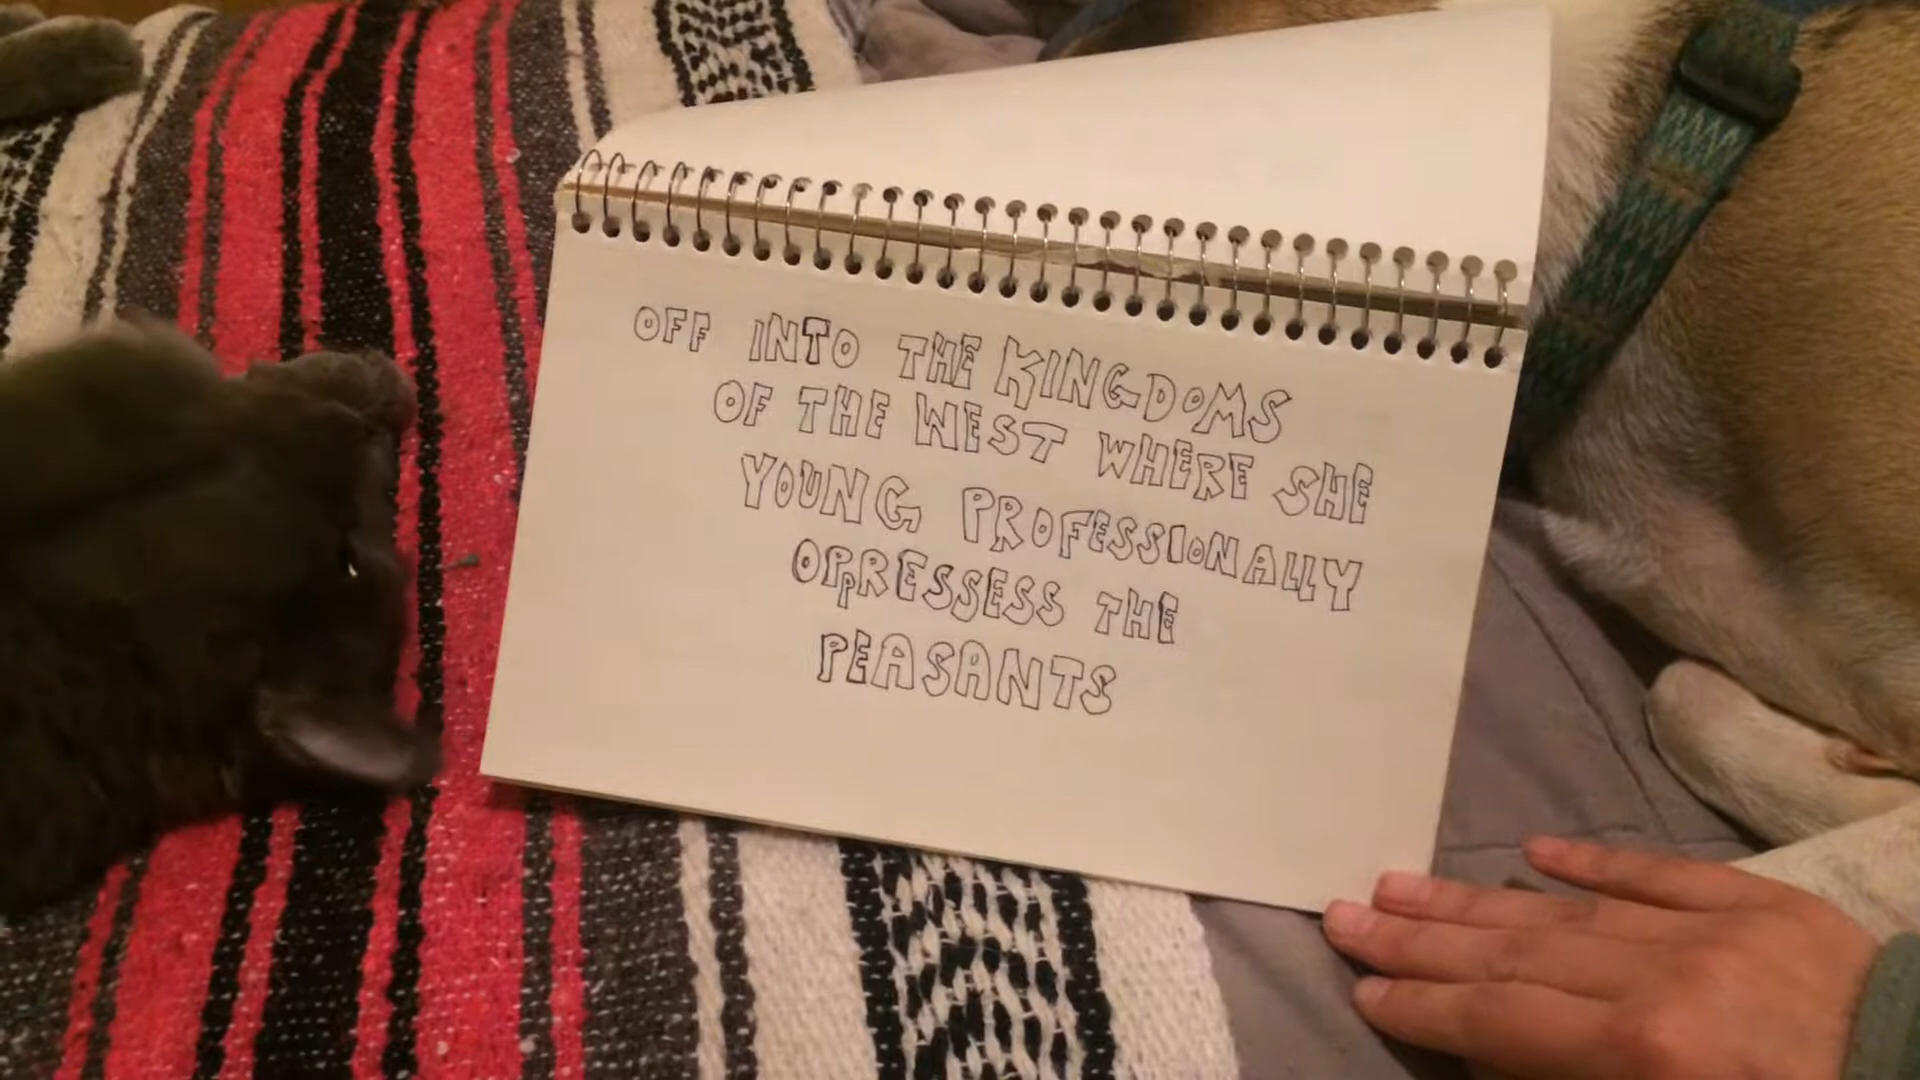 OFF INTO THE KINGDOMS
OF THE WEST WHERE SHE
YOUNG PROFESSIONALLY
OPpRESSESS THE
PEASANTS